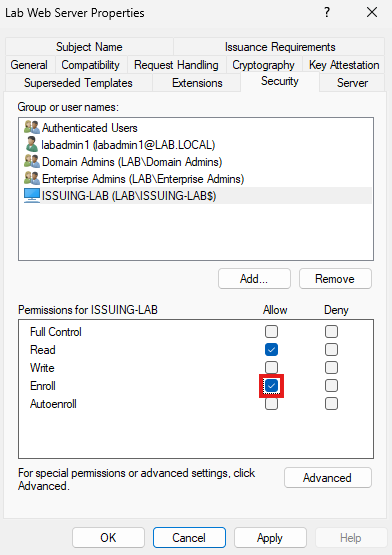 Lab Web Server Properties ? ×
Subject Name Issuance Requirements
General Compatibility Request Handling Cryptography Key Attestation
Superseded Templates Extensions Security Server
Group or user names:
Authenticated Users
labadmin1 (labadmin1@LAB.LOCAL)
Domain Admins (LAB\Domain Admins)
Enterprise Admins (LAB\Enterprise Admins)
ISSUING-LAB (LAB\ISSUING-LAB$)
Add... Remove
Permissions for ISSUING-LAB Allow Deny
Full Control
Read
Write
Enroll
Autoenroll
For special permissions or advanced settings, click
Advanced.
Advanced
OK Cancel Apply Help